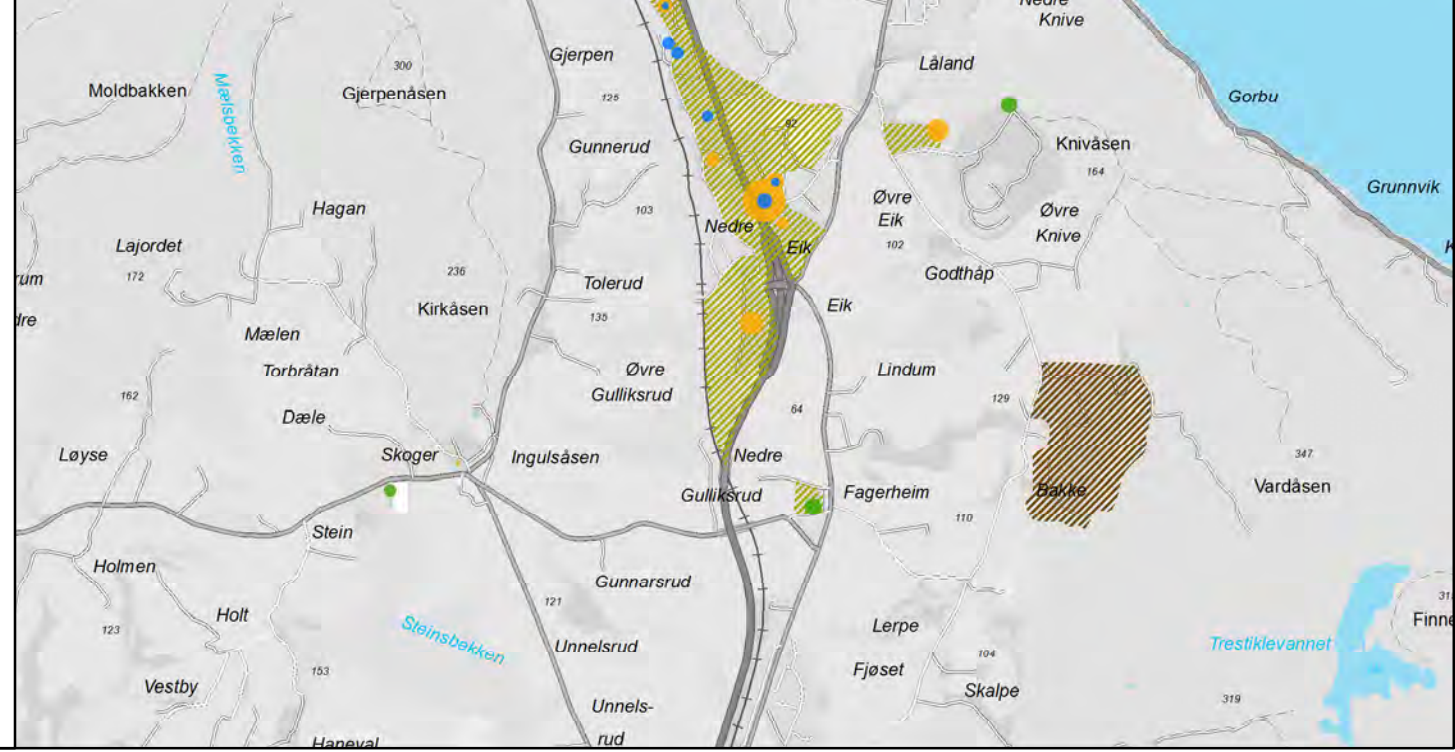 Nedre
Knive
Gjerpen
Låland
300
Moldbakken
Gjerpenåsen
Mælsbekken
125
Gorbu
92
Gunnerud
Knivåsen
164
Grunnvik
Hagan
103
Øvre
Eik
Øvre
Knive
Lajordet
Nedre
Eik
102
K
172
236
Godthåp
rum
Tolerud
Kirkåsen
Eik
dre
135
Mælen
Torbråtan
Øvre
Gulliksrud
Lindum
162
129
64
Dæle
Løyse
Skoger
Ingulsåsen
Nedre
Gulliksrud
347
Vardåsen
Fagerheim
Bakke
110
Stein
Holmen
Gunnarsrud
121
31
Finne
Holt
123
Steinsbekken
Lerpe
Unnelsrud
Trestiklevannet
104
153
Fjøset
Vestby
Skalpe
319
Unnels-
rud
Haneval